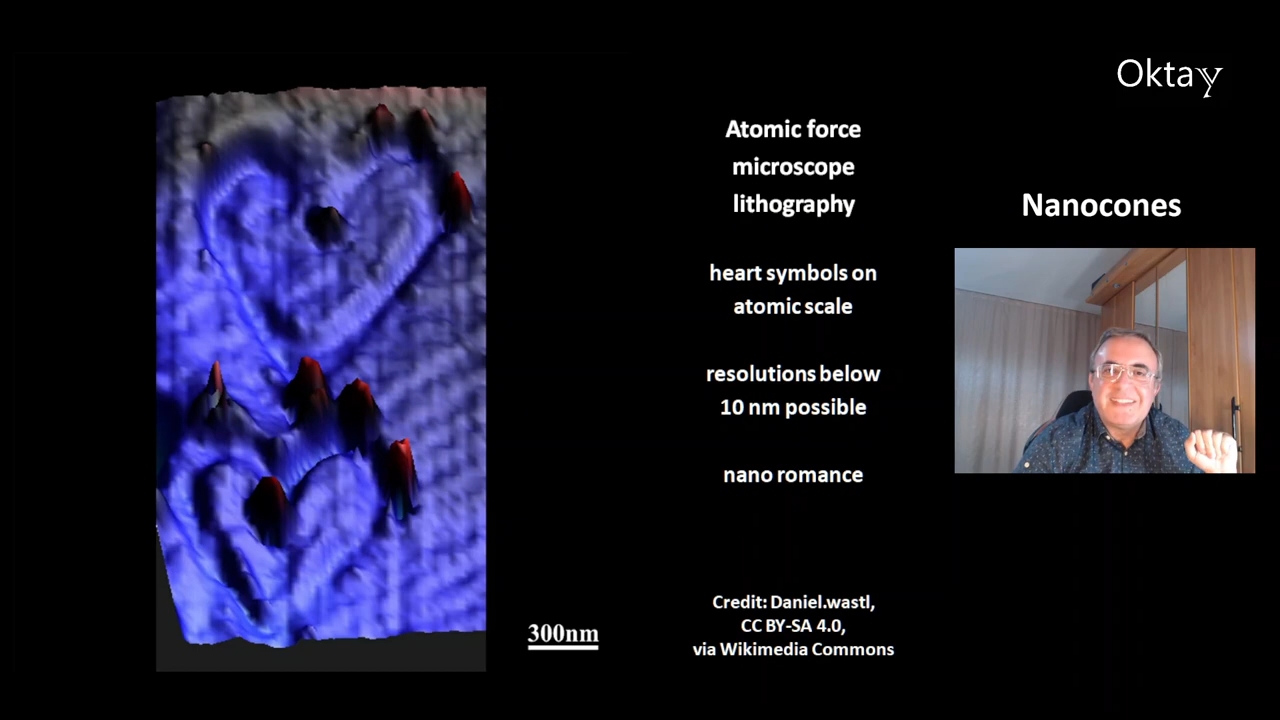 Oktay
Atomic force
microscope
lithography
Nanocones
heart symbols on
atomic scale
resolutions below
10 nm possible
nano romance
Credit: Daniel.wastl,
CC BY-SA 4.0,
via Wikimedia Commons
300nm